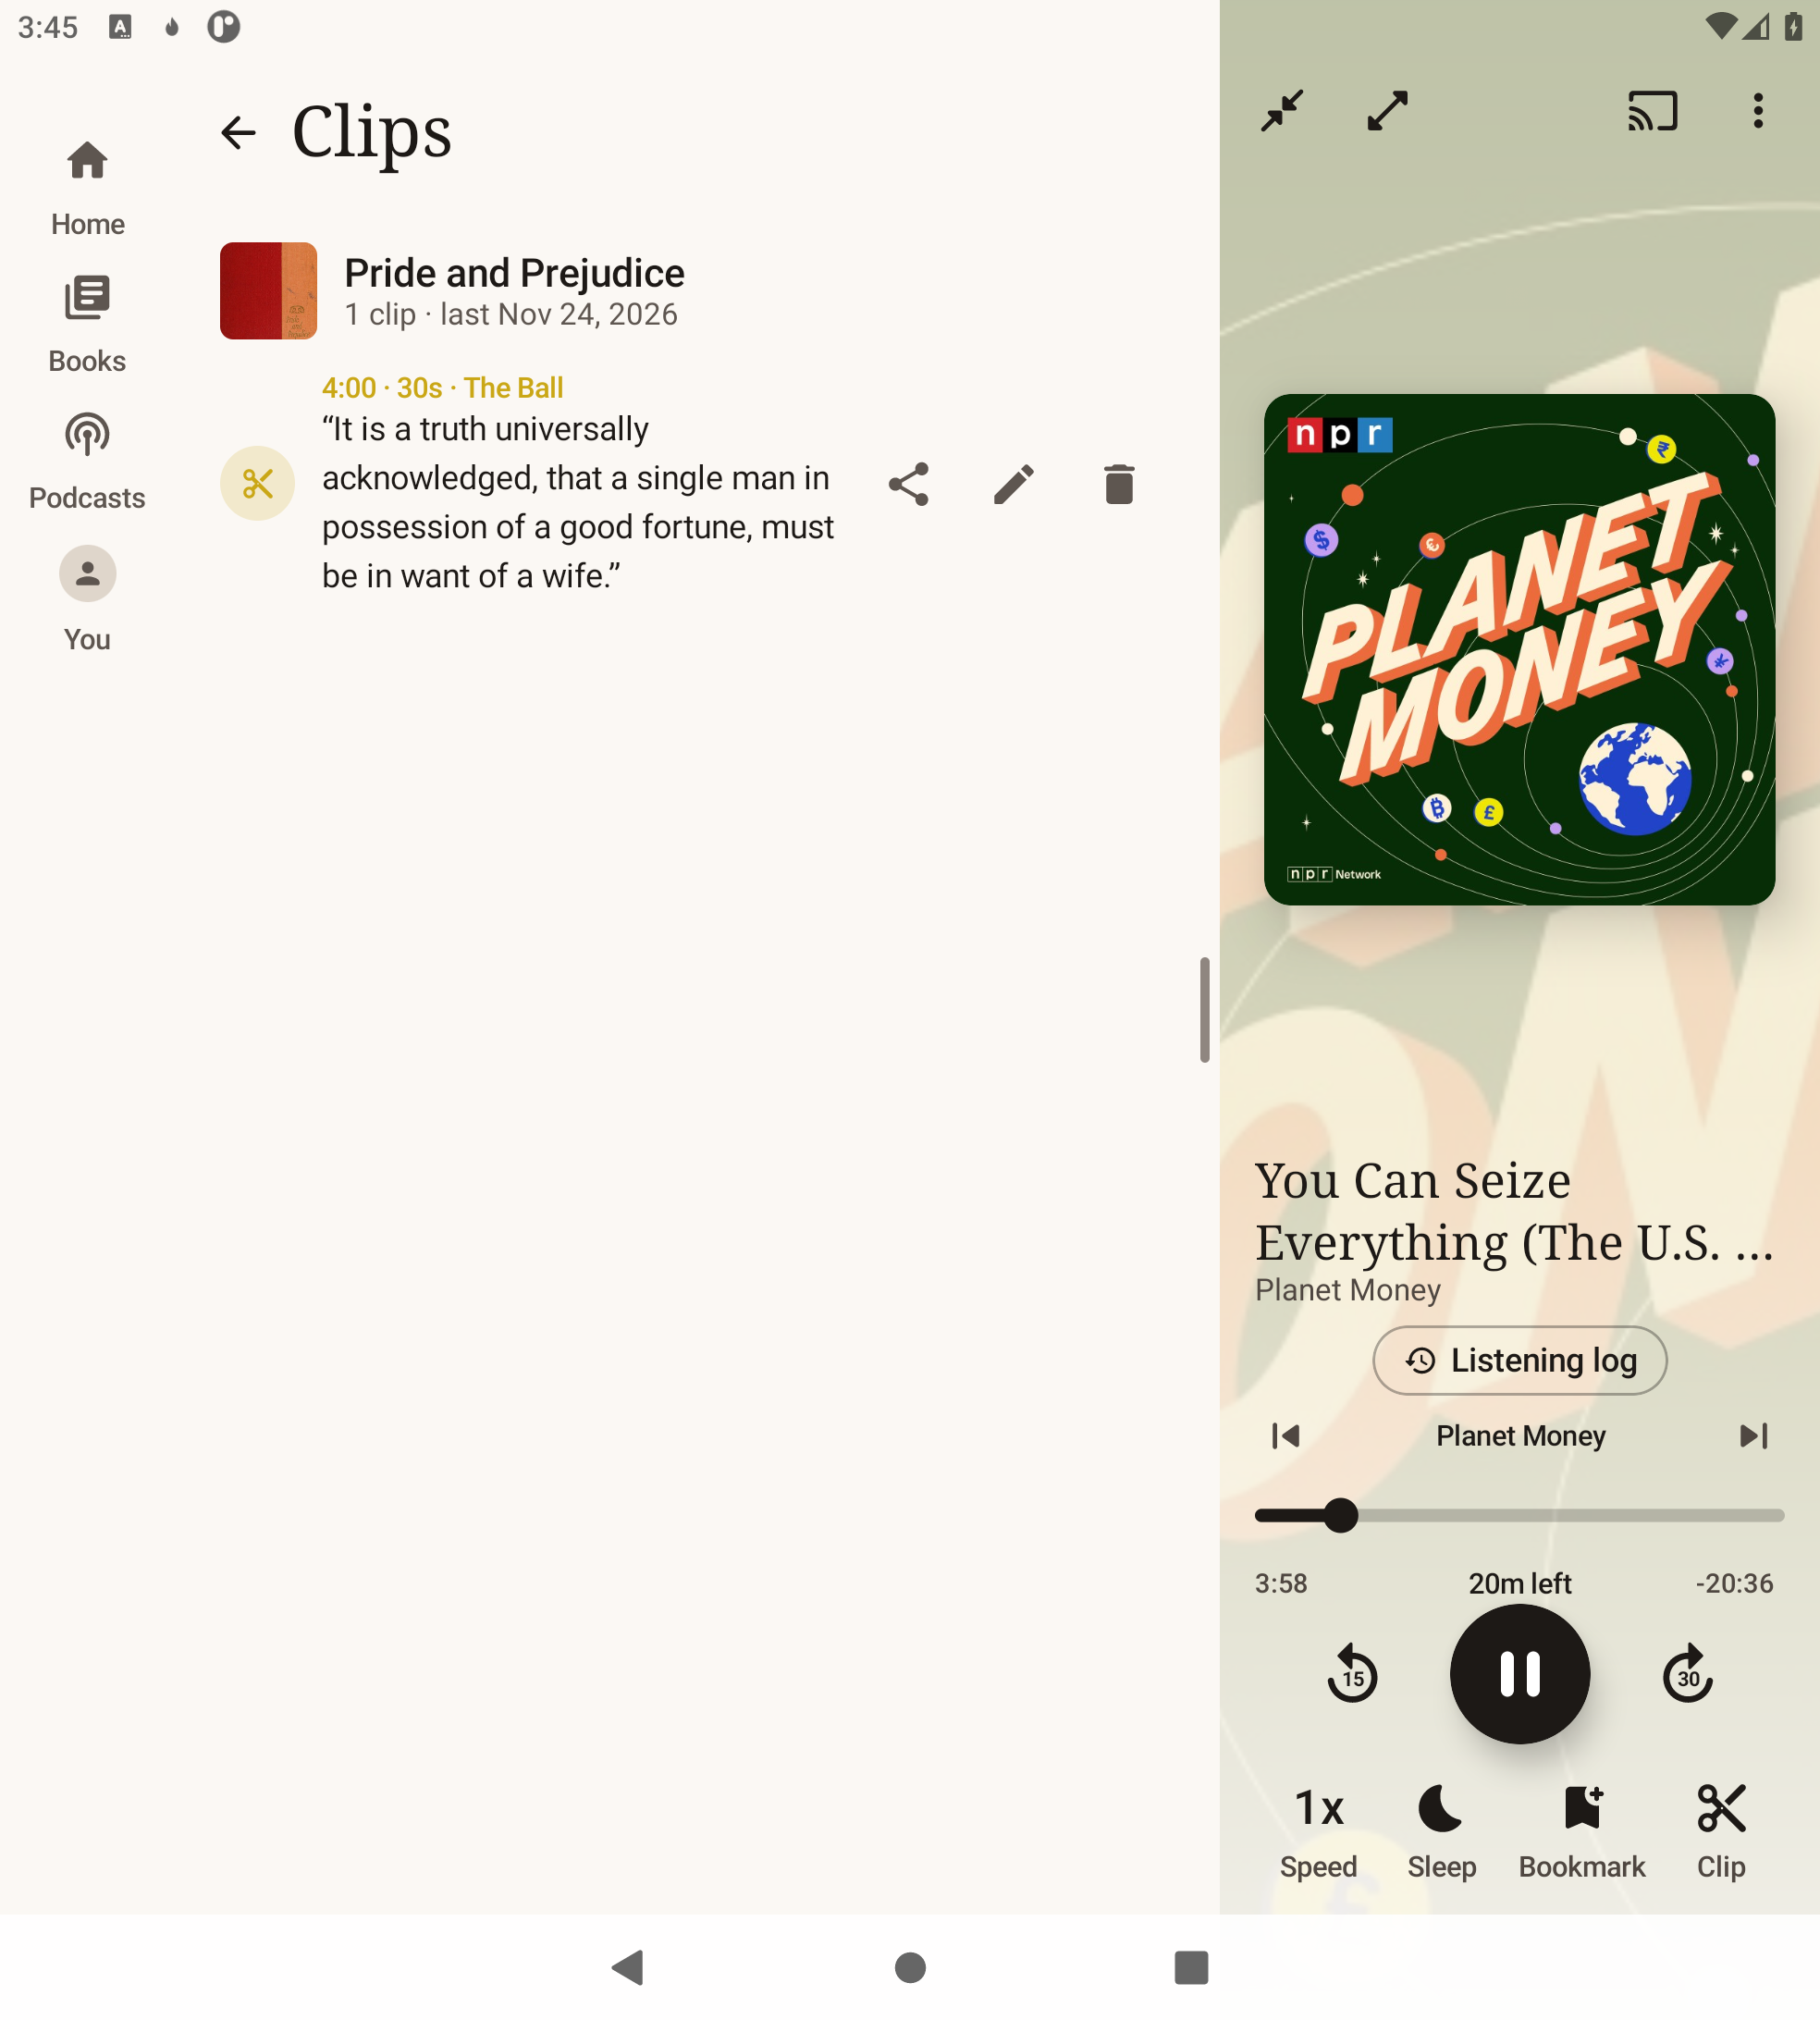 3:45
Clips
Home
Books
Podcasts
You
Pride and Prejudice
1 clip · last Nov 24, 2026
4:00 · 30s · The Ball
“It is a truth universally
acknowledged, that a single man in
possession of a good fortune, must
be in want of a wife.”
npr
PLANET
MONEY
npr Network
You Can Seize
Everything (The U.S. ...
Planet Money
Listening log
Planet Money
3:58
20m left
-20:36
15
30
1x
Speed
Sleep
Bookmark
Clip